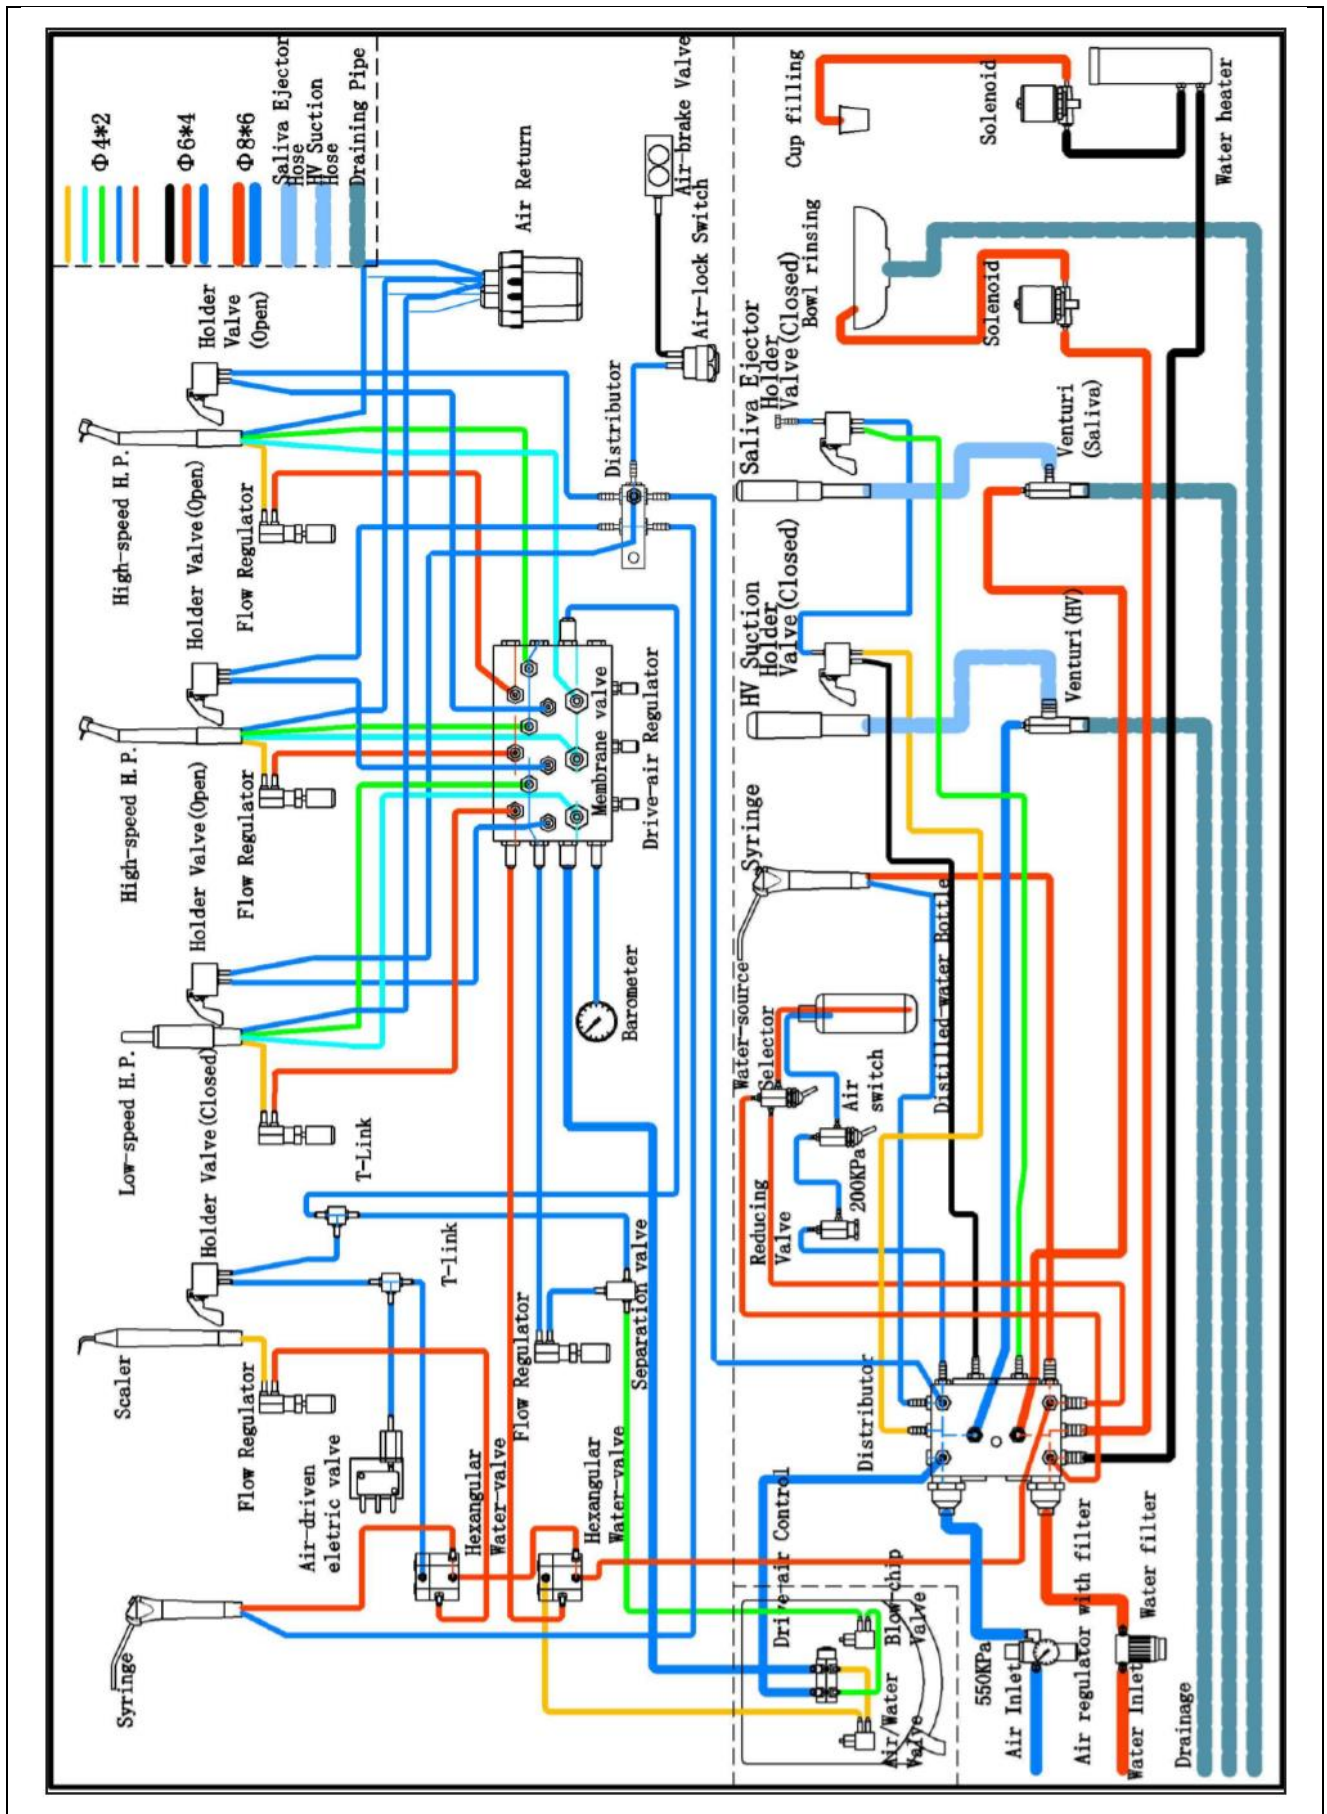 Φ4*2
Φ6*4
Φ8*6
Saliva Ejector
Hose
HV Suction
Hose
Draining Pipe
Air Return
Air-brake Valve
Air-lock Switch
Distributor
Holder
Valve
(Open)
High-speed H.P.
Flow Regulator
Holder Valve(Open)
High-speed H.P.
Flow Regulator
Holder Valve(Open)
Low-speed H.P.
Holder Valve(Closed)
Membrane valve
Drive-air Regulator
Barometer
T-Link
T-link
Scaler
Flow Regulator
Flow Regulator
Separation valve
Air-driven
eletric valve
Hexangular
Water-valve
Hexangular
Water-valve
Syringe
Cup filling
Solenoid
Water heater
Bowl rinsing
Solenoid
Saliva Ejector
Holder
Valve(Closed)
Venturi
(Saliva)
HV Suction
Holder
Valve(Closed)
Venturi(HV)
Syringe
Distilled-water Bottle
Water-source
Selector
Air
switch
200KPa
Reducing
Valve
Distributor
Drive-air Control
Blow-chip
Valve
Air/Water
Valve
550KPa
Air Inlet
Air regulator with filter
Water Inlet
Water filter
Drainage